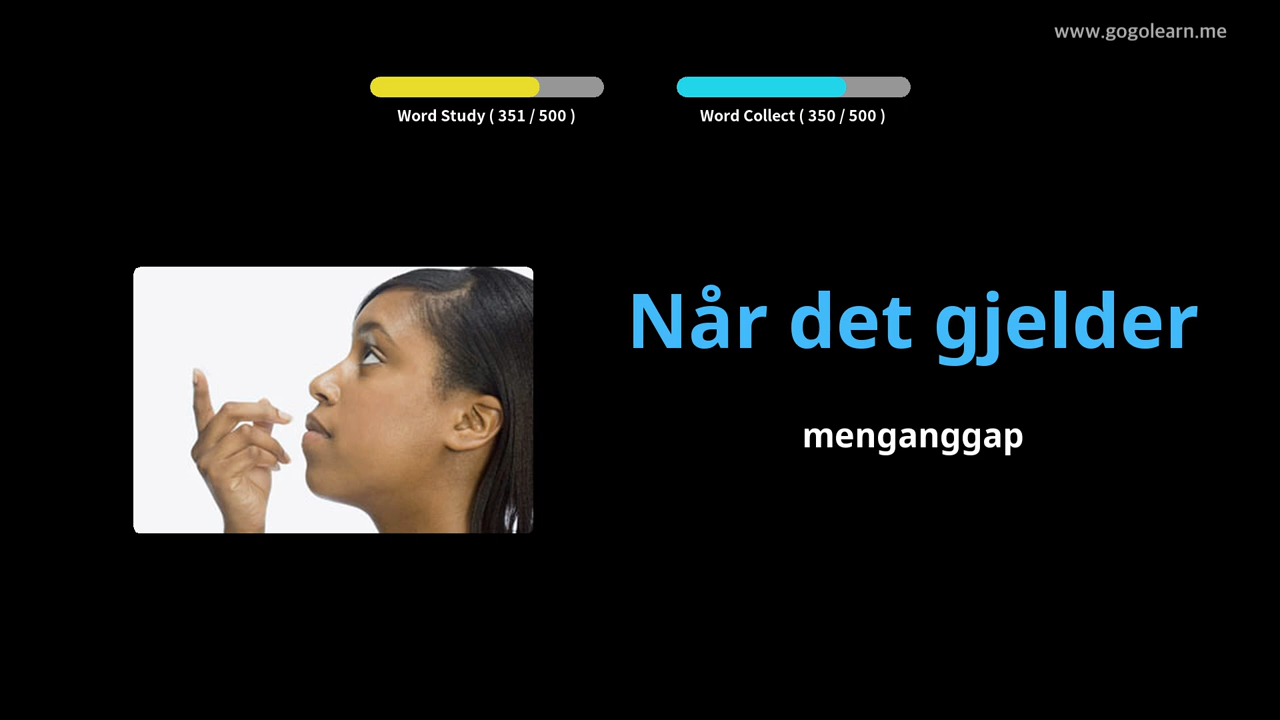 www.gogolearn.me
Word Study ( 351 / 500 )
Word Collect ( 350 / 500 )
Når det gjelder
menganggap